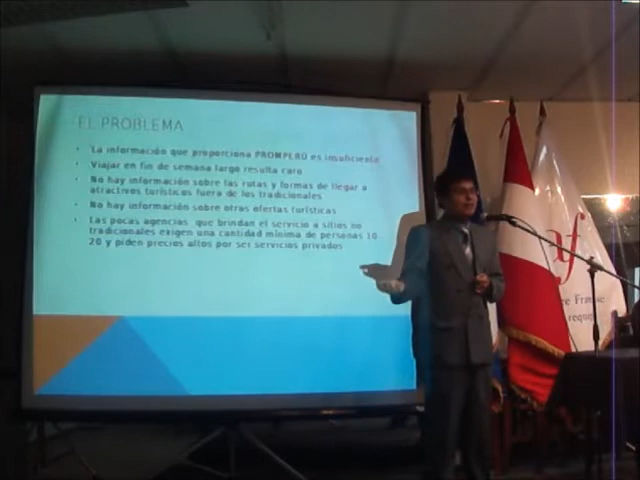 EL PROBLEMA
• La información que proporciona PROMPERÚ es insuficiente
• Viajar en fin de semana largo resulta caro
• No hay información sobre las rutas y formas de llegar a
atractivos turísticos fuera de los tradicionales
• No hay información sobre otras ofertas turísticas
• Las pocas agencias que brindan el servicio a sitios no
tradicionales exigen una cantidad mínima de personas 10
20 y piden precios altos por ser servicios privados
af